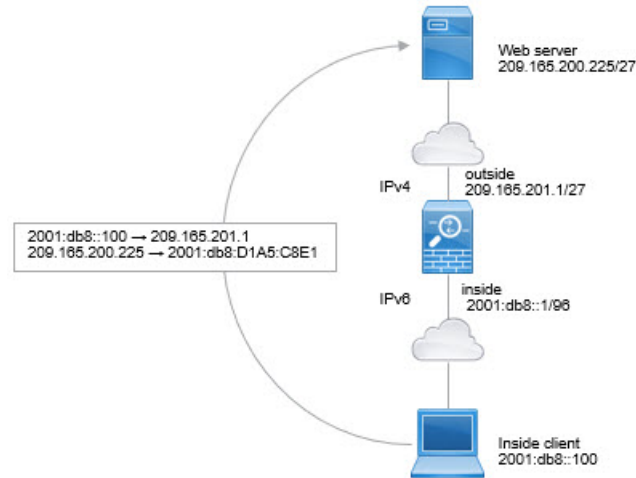 Web server
209.165.200.225/27
outside
209.165.201.1/27
IPv4
2001:db8::100 → 209.165.201.1
209.165.200.225 → 2001:db8:D1A5:C8E1
IPv6
inside
2001:db8::1/96
Inside client
2001:db8::100